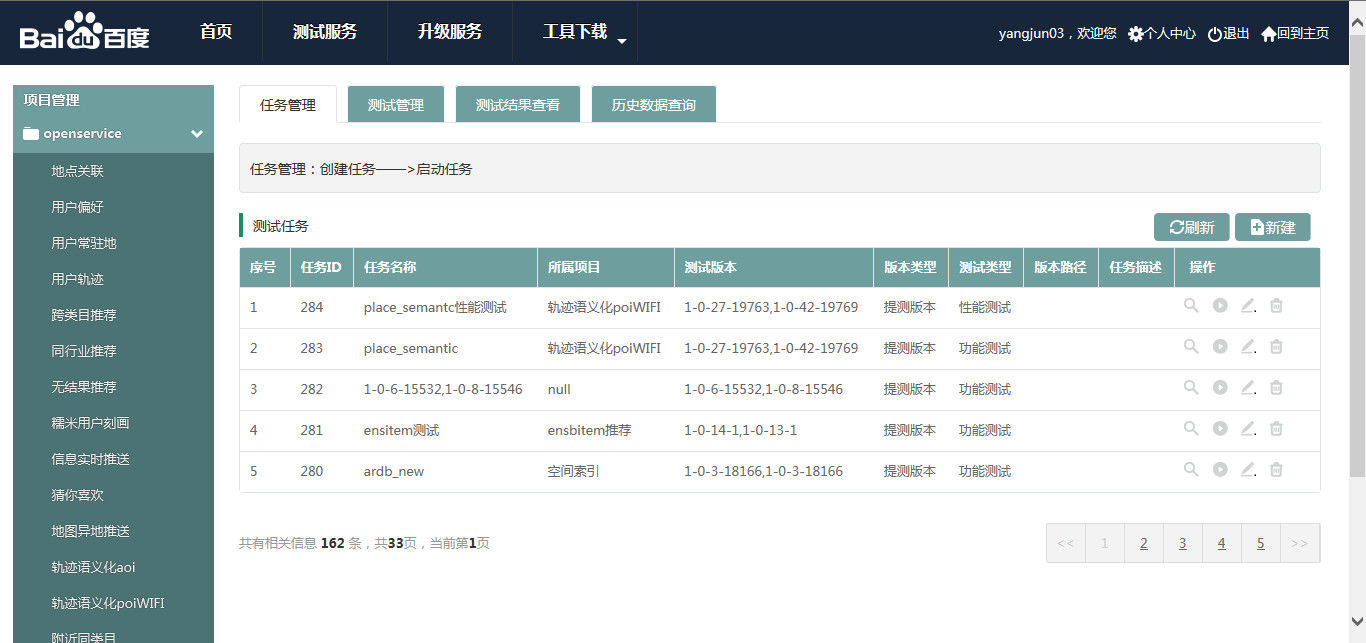 Bai du 百度 首页 测试服务 升级服务 工具下载 yangjun03，欢迎您 个人中心 退出 回到主页
项目管理
openservice
地点关联
用户偏好
用户常驻地
用户轨迹
跨类目推荐
同行业推荐
无结果推荐
糯米用户刻画
信息实时推送
猜你喜欢
地图异地推送
轨迹语义化aoi
轨迹语义化poiWIFI
附近同类目
任务管理 测试管理 测试结果查看 历史数据查询
任务管理：创建任务——>启动任务
测试任务 刷新 新建
序号 任务ID 任务名称 所属项目 测试版本 版本类型 测试类型 版本路径 任务描述 操作
1 284 place_semantc性能测试 轨迹语义化poiWIFI 1-0-27-19763,1-0-42-19769 提测版本 性能测试
2 283 place_semantic 轨迹语义化poiWIFI 1-0-27-19763,1-0-42-19769 提测版本 功能测试
3 282 1-0-6-15532,1-0-8-15546 null 1-0-6-15532,1-0-8-15546 提测版本 功能测试
4 281 ensitem测试 ensbitem推荐 1-0-14-1,1-0-13-1 提测版本 功能测试
5 280 ardb_new 空间索引 1-0-3-18166,1-0-3-18166 提测版本 功能测试
共有相关信息 162 条，共33页，当前第1页 << 1 2 3 4 5 >>